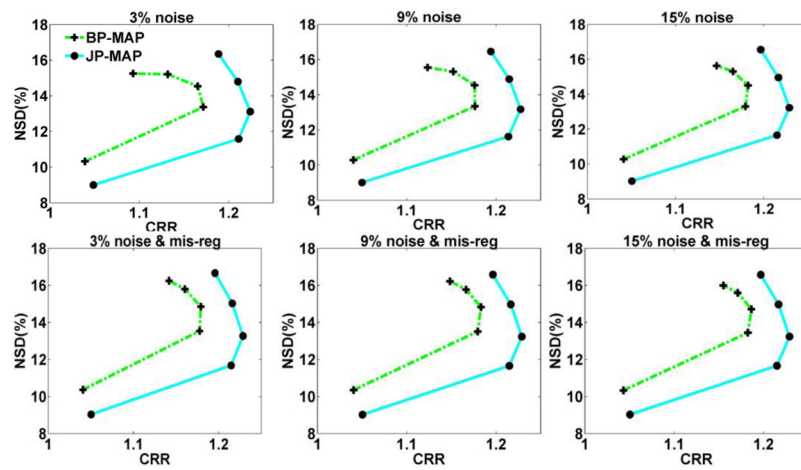 3% noise
9% noise
15% noise
18 16 14 12 10 8
NSD(%)
BP-MAP
JP-MAP
18 16 14 12 10 8
NSD(%)
18 16 14 12 10 8
NSD(%)
1 1.1 1.2
CRR
1 1.1 1.2
CRR
1 1.1 1.2
CRR
3% noise & mis-reg
9% noise & mis-reg
15% noise & mis-reg
18 16 14 12 10 8
NSD(%)
18 16 14 12 10 8
NSD(%)
18 16 14 12 10 8
NSD(%)
1 1.1 1.2
CRR
1 1.1 1.2
CRR
1 1.1 1.2
CRR